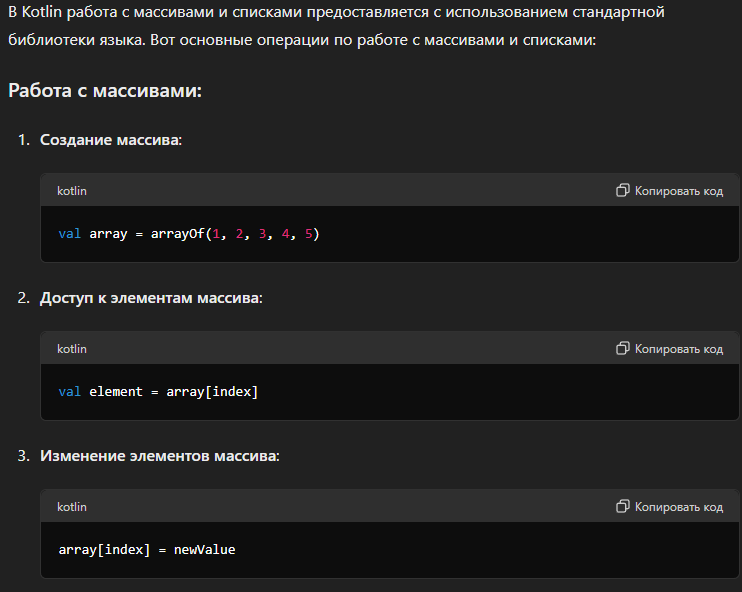 В Kotlin работа с массивами и списками предоставляется с использованием стандартной
библиотеки языка. Вот основные операции по работе с массивами и списками:
Работа с массивами:
1. Создание массива:
kotlin Копировать код
val array = arrayOf(1, 2, 3, 4, 5)
2. Доступ к элементам массива:
kotlin Копировать код
val element = array[index]
3. Изменение элементов массива:
kotlin Копировать код
array[index] = newValue